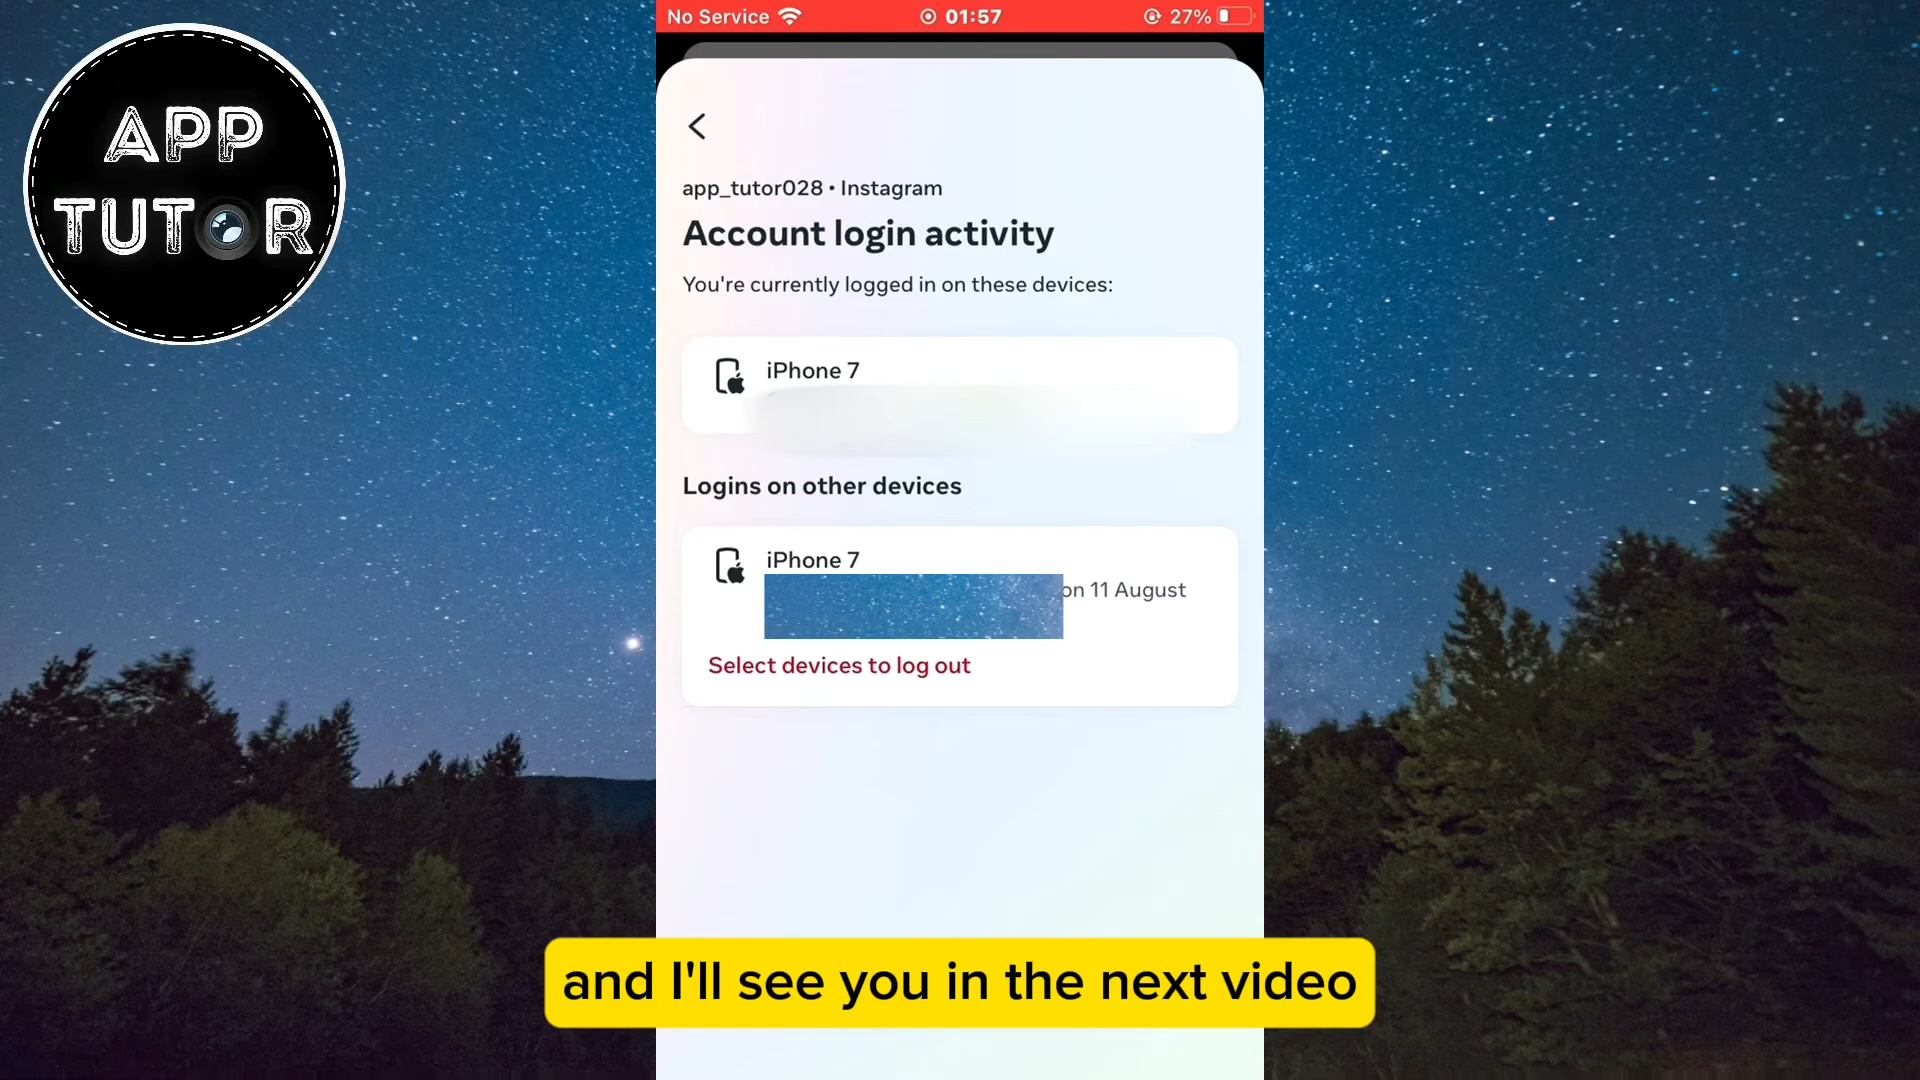 No Service
01:57
27%
APP
TUTOR
app_tutor028 • Instagram
Account login activity
You're currently logged in on these devices:
iPhone 7
Logins on other devices
iPhone 7
on 11 August
Select devices to log out
and I'll see you in the next video